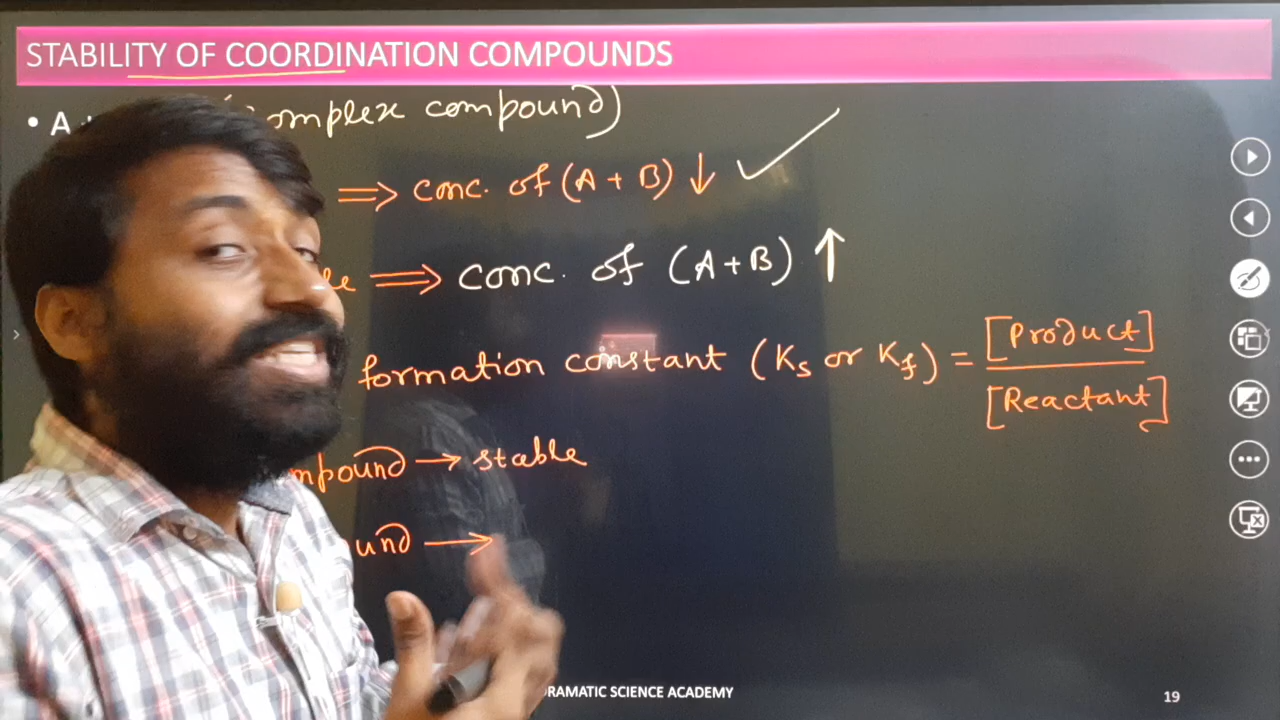 STABILITY OF COORDINATION COMPOUNDS
• A omplex compound)
⇒ conc. of (A + B) ↓ ✓
le ⇒ conc. of (A+B) ↑
formation constant (Ks or Kf) = [Product] / [Reactant]
mpound → stable
und →
RAMATIC SCIENCE ACADEMY
19